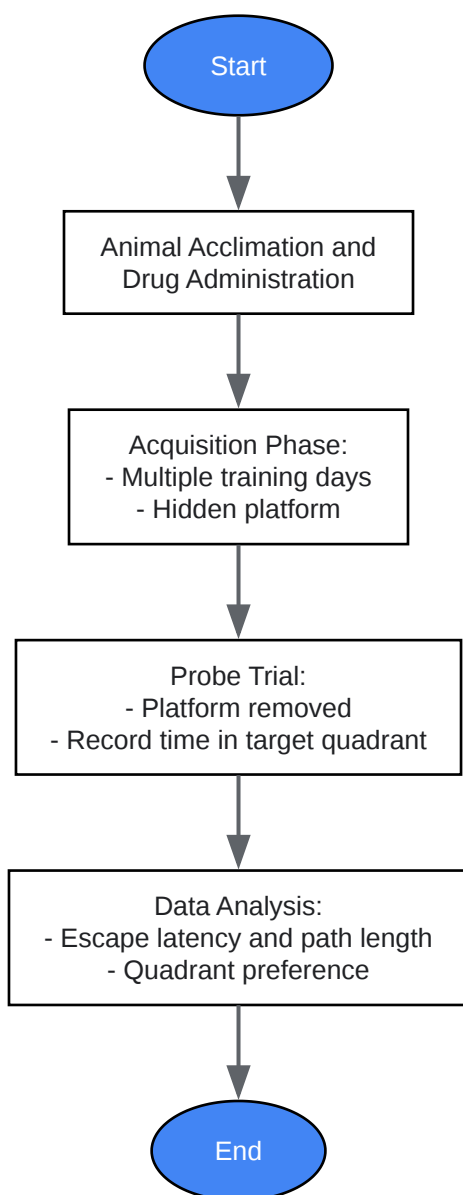 Start
Animal Acclimation and
Drug Administration
Acquisition Phase:
- Multiple training days
- Hidden platform
Probe Trial:
- Platform removed
- Record time in target quadrant
Data Analysis:
- Escape latency and path length
- Quadrant preference
End